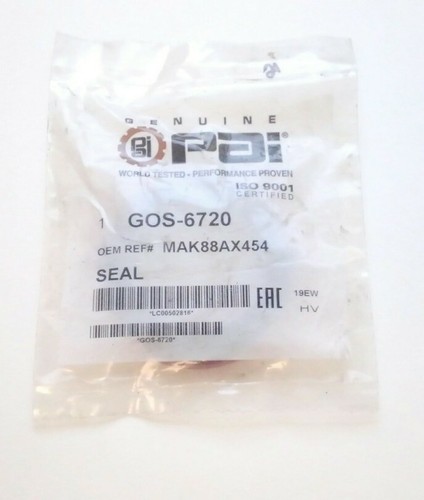 GENUINE
pai
WORLD TESTED • PERFORMANCE PROVEN
ISO 9001
CERTIFIED
1 GOS-6720
OEM REF# MAK88AX454
SEAL
EAC 19EW
*LC00502816* HV
*GOS-6720*